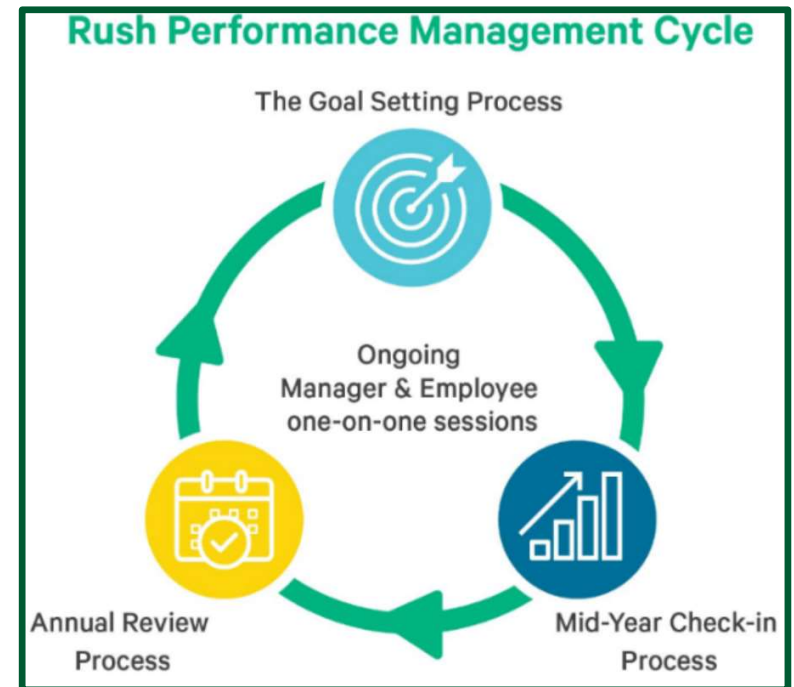 Rush Performance Management Cycle
The Goal Setting Process
Ongoing
Manager & Employee
one-on-one sessions
Annual Review
Process
Mid-Year Check-in
Process